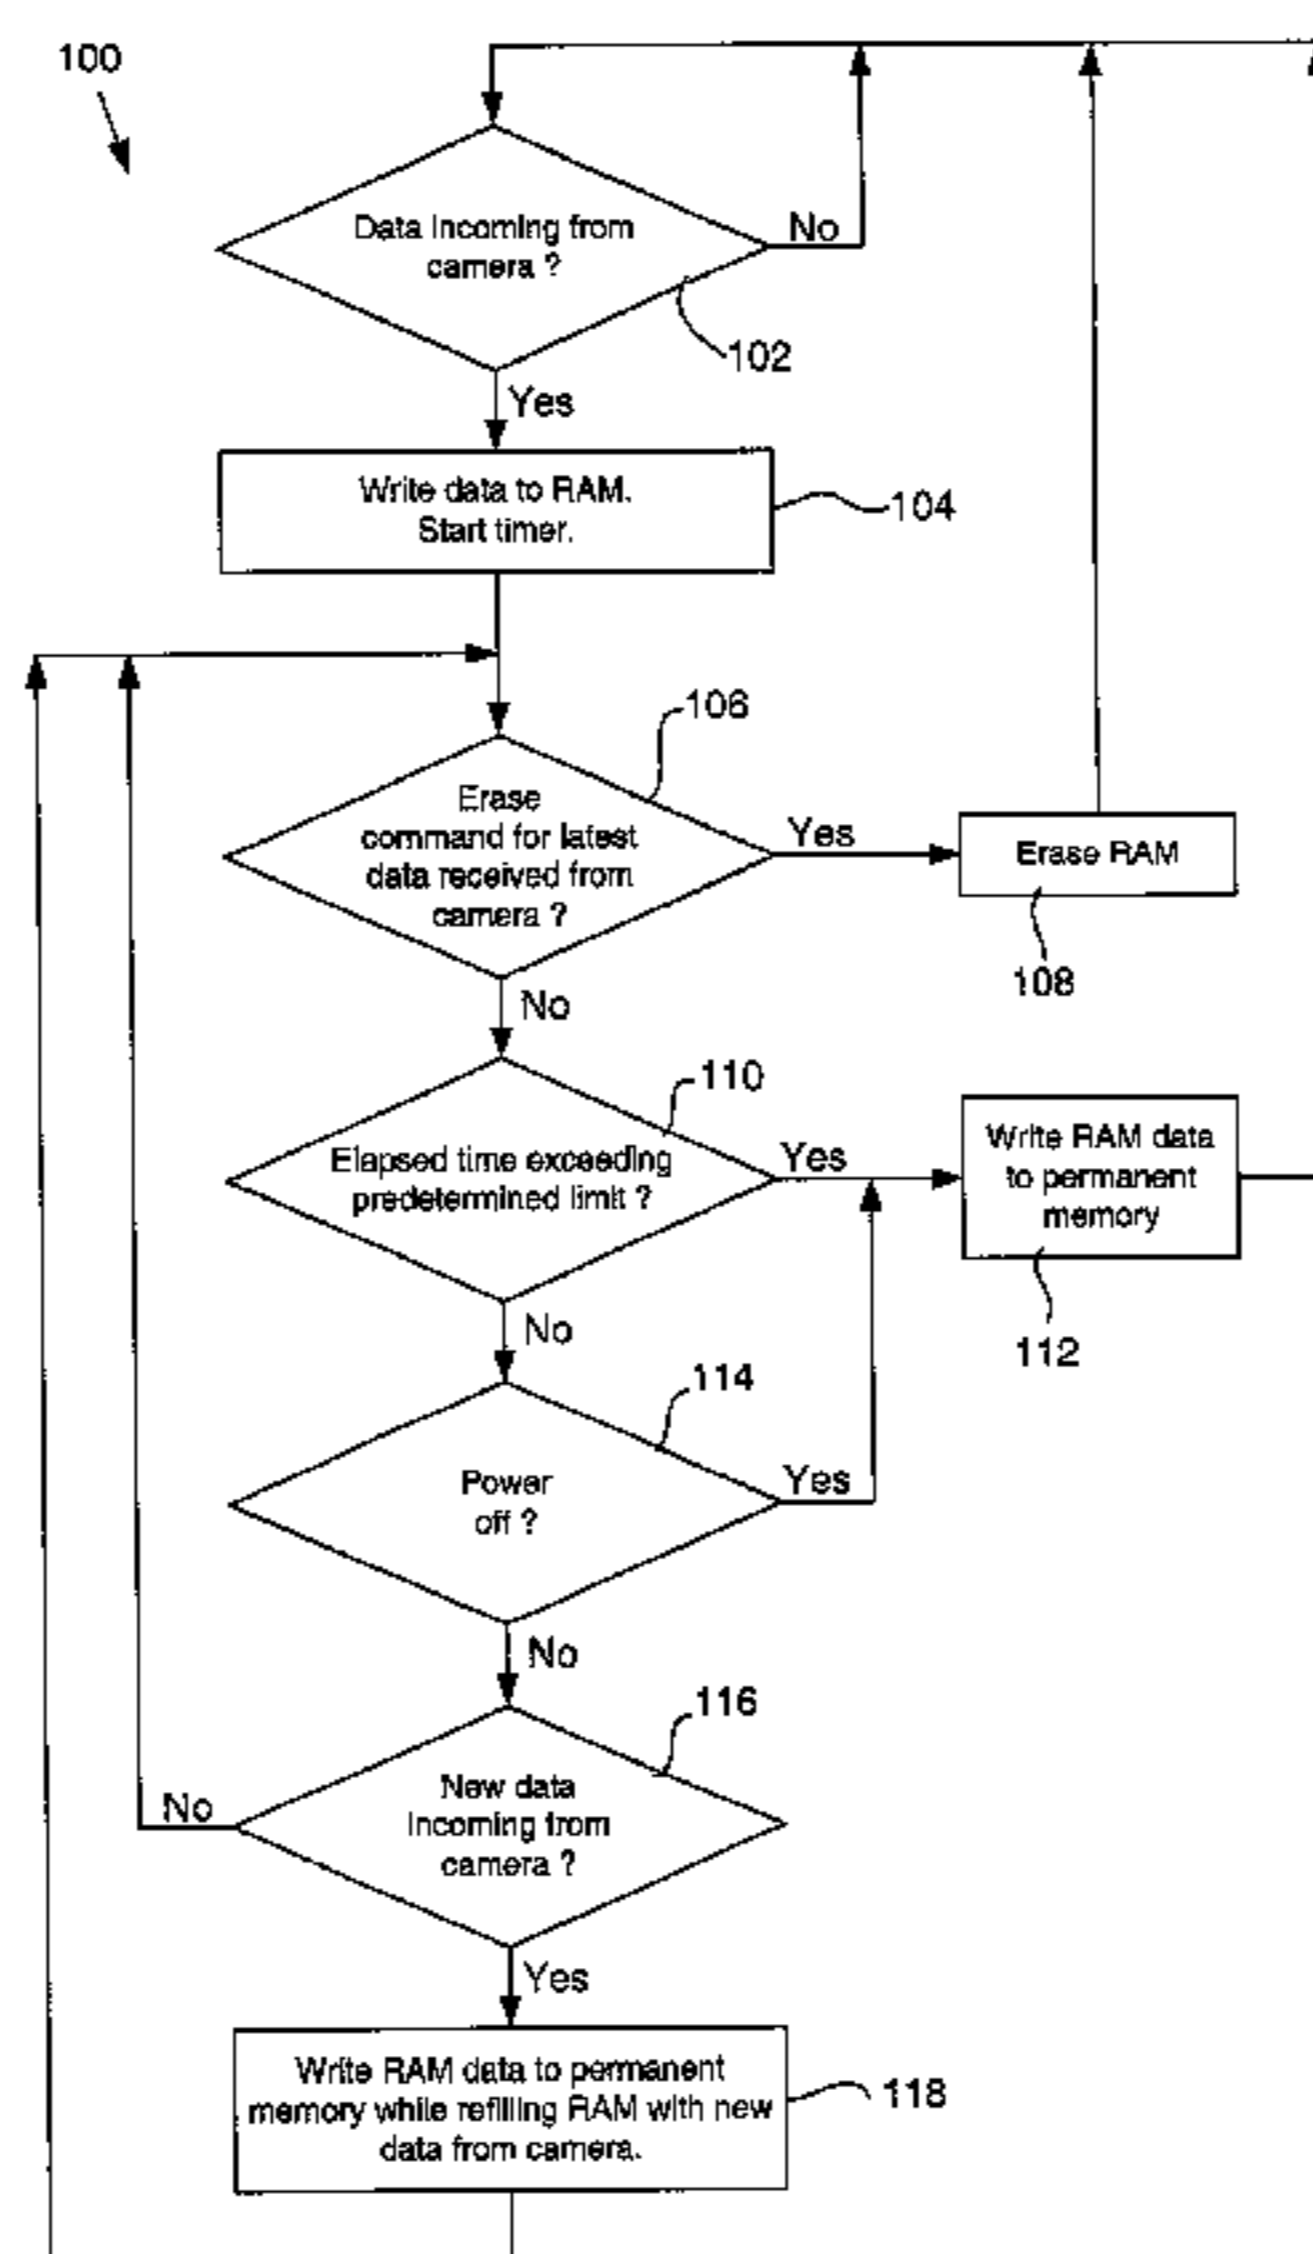 100
Data incoming from
camera ?
No
102
Yes
Write data to RAM.
Start timer.
104
106
Erase
command for latest
data received from
camera ?
Yes
Erase RAM
108
No
110
Elapsed time exceeding
predetermined limit ?
Yes
Write RAM data
to permanent
memory
112
No
114
Power
off ?
Yes
No
116
New data
incoming from
camera ?
No
Yes
Write RAM data to permanent
memory while refilling RAM with new
data from camera.
118